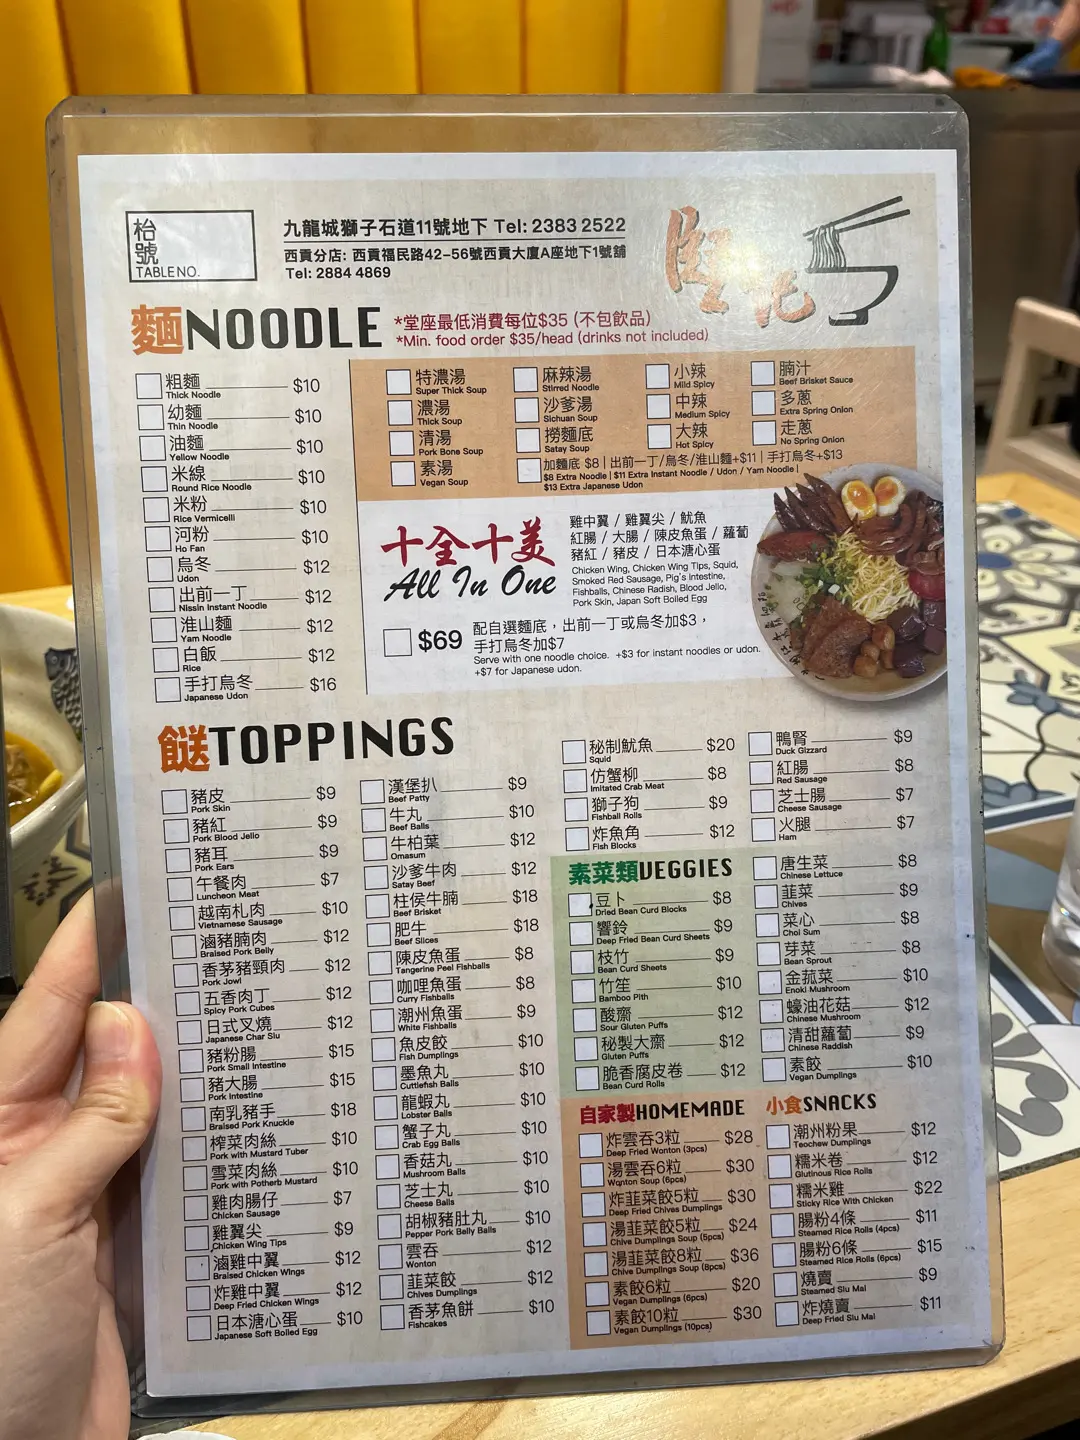 枱號
TABLE NO.
九龍城獅子石道11號地下 Tel: 2383 2522
西貢分店: 西貢福民路42-56號西貢大廈A座地下1號舖
Tel: 2884 4869
麵NOODLE
*堂座最低消費每位$35 (不包飲品)
*Min. food order $35/head (drinks not included)
粗麵 $10
Thick Noodle
幼麵 $10
Thin Noodle
油麵 $10
Yellow Noodle
米線 $10
Round Rice Noodle
米粉 $10
Rice Vermicelli
河粉 $10
Ho Fan
烏冬 $12
Udon
出前一丁 $12
Nissin Instant Noodle
淮山麵 $12
Yam Noodle
白飯 $12
Rice
手打烏冬 $16
Japanese Udon
特濃湯
Super Thick Soup
濃湯
Thick Soup
清湯
Pork Bone Soup
素湯
Vegan Soup
麻辣湯
Stirred Noodle
沙爹湯
Sichuan Soup
撈麵底
Satay Soup
小辣
Mild Spicy
中辣
Medium Spicy
大辣
Hot Spicy
腩汁
Beef Brisket Sauce
多蔥
Extra Spring Onion
走蔥
No Spring Onion
加麵底 $8 | 出前一丁/烏冬/淮山麵+$11 | 手打烏冬+$13
$8 Extra Noodle | $11 Extra Instant Noodle / Udon / Yam Noodle |
$13 Extra Japanese Udon
十全十美
All In One
雞中翼 / 雞翼尖 / 魷魚
紅腸 / 大腸 / 陳皮魚蛋 / 蘿蔔
豬紅 / 豬皮 / 日本溏心蛋
Chicken Wing, Chicken Wing Tips, Squid,
Smoked Red Sausage, Pig's Intestine,
Fishballs, Chinese Radish, Blood Jello,
Pork Skin, Japan Soft Boiled Egg
$69
配自選麵底，出前一丁或烏冬加$3，
手打烏冬加$7
Serve with one noodle choice. +$3 for instant noodles or udon.
+$7 for Japanese udon.
餸TOPPINGS
豬皮 $9
Pork Skin
豬紅 $9
Pork Blood Jello
豬耳 $9
Pork Ears
午餐肉 $7
Luncheon Meat
越南札肉 $10
Vietnamese Sausage
滷豬腩肉 $12
Braised Pork Belly
香茅豬頸肉 $12
Pork Jowl
五香肉丁 $12
Spicy Pork Cubes
日式叉燒 $12
Japanese Char Siu
豬粉腸 $15
Pork Small Intestine
豬大腸 $15
Pork Intestine
南乳豬手 $18
Braised Pork Knuckle
榨菜肉絲 $10
Pork with Mustard Tuber
雪菜肉絲 $10
Pork with Potherb Mustard
雞肉腸仔 $7
Chicken Sausage
雞翼尖 $9
Chicken Wing Tips
滷雞中翼 $12
Braised Chicken Wings
炸雞中翼 $12
Deep Fried Chicken Wings
日本溏心蛋 $10
Japanese Soft Boiled Egg
漢堡扒 $9
Beef Patty
牛丸 $10
Beef Balls
牛柏葉 $12
Omasum
沙爹牛肉 $12
Satay Beef
柱侯牛腩 $18
Beef Brisket
肥牛 $18
Beef Slices
陳皮魚蛋 $8
Tangerine Peel Fishballs
咖哩魚蛋 $8
Curry Fishballs
潮州魚蛋 $9
White Fishballs
魚皮餃 $10
Fish Dumplings
墨魚丸 $10
Cuttlefish Balls
龍蝦丸 $10
Lobster Balls
蟹子丸 $10
Crab Egg Balls
香菇丸 $10
Mushroom Balls
芝士丸 $10
Cheese Balls
胡椒豬肚丸 $10
Pepper Pork Belly Balls
雲吞 $12
Wonton
韮菜餃 $12
Chives Dumplings
香茅魚餅 $10
Fishcakes
秘制魷魚 $20
Squid
仿蟹柳 $8
Imitated Crab Meat
獅子狗 $9
Fishball Rolls
炸魚角 $12
Fish Blocks
鴨腎 $9
Duck Gizzard
紅腸 $8
Red Sausage
芝士腸 $7
Cheese Sausage
火腿 $7
Ham
素菜類VEGGIES
豆卜 $8
Dried Bean Curd Blocks
響鈴 $9
Deep Fried Bean Curd Sheets
枝竹 $9
Bean Curd Sheets
竹笙 $10
Bamboo Pith
酸齋 $12
Sour Gluten Puffs
秘製大齋 $12
Gluten Puffs
脆香腐皮卷 $12
Bean Curd Rolls
唐生菜 $8
Chinese Lettuce
韭菜 $9
Chives
菜心 $8
Choi Sum
芽菜 $8
Bean Sprout
金菰菜 $10
Enoki Mushroom
蠔油花菇 $12
Chinese Mushroom
清甜蘿蔔 $9
Chinese Raddish
素餃 $10
Vegan Dumplings
自家製HOMEMADE
炸雲吞3粒 $28
Deep Fried Wonton (3pcs)
湯雲吞6粒 $30
Wonton Soup (6pcs)
炸韮菜餃5粒 $30
Deep Fried Chives Dumplings
湯韮菜餃5粒 $24
Chive Dumplings Soup (5pcs)
湯韮菜餃8粒 $36
Chive Dumplings Soup (8pcs)
素餃6粒 $20
Vegan Dumplings (6pcs)
素餃10粒 $30
Vegan Dumplings (10pcs)
小食SNACKS
潮州粉果 $12
Teochew Dumplings
糯米卷 $12
Glutinous Rice Rolls
糯米雞 $22
Sticky Rice With Chicken
腸粉4條 $11
Steamed Rice Rolls (4pcs)
腸粉6條 $15
Steamed Rice Rolls (6pcs)
燒賣 $9
Steamed Siu Mai
炸燒賣 $11
Deep Fried Siu Mai